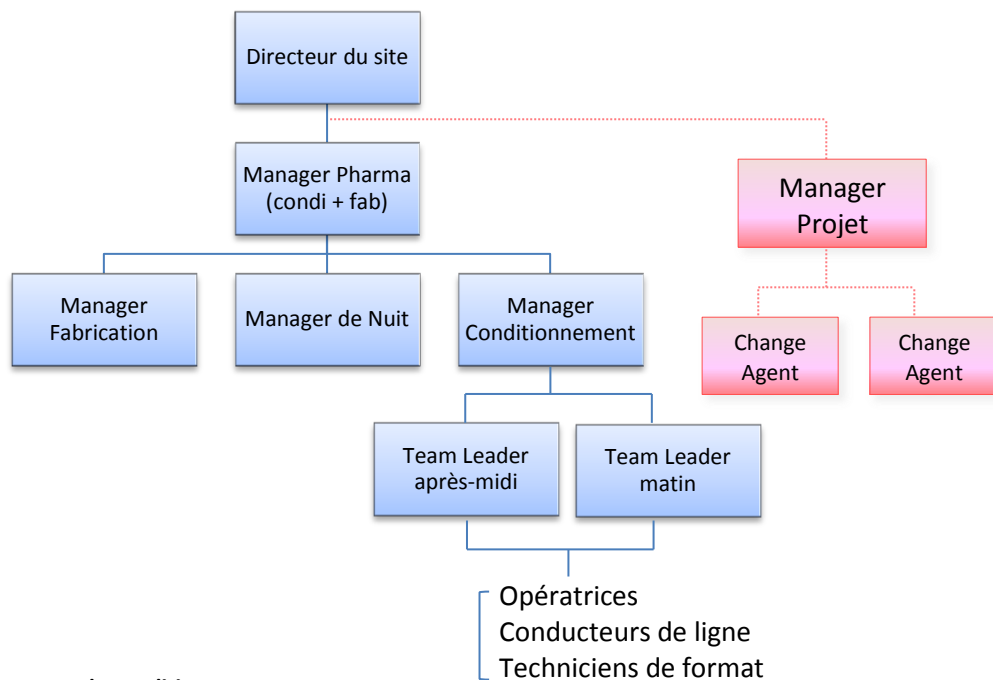 Directeur du site
Manager Pharma
(condi + fab)
Manager
Projet
Manager
Fabrication
Manager de Nuit
Manager
Conditionnement
Change
Agent
Change
Agent
Team Leader
après-midi
Team Leader
matin
Opératrices
Conducteurs de ligne
Techniciens de format